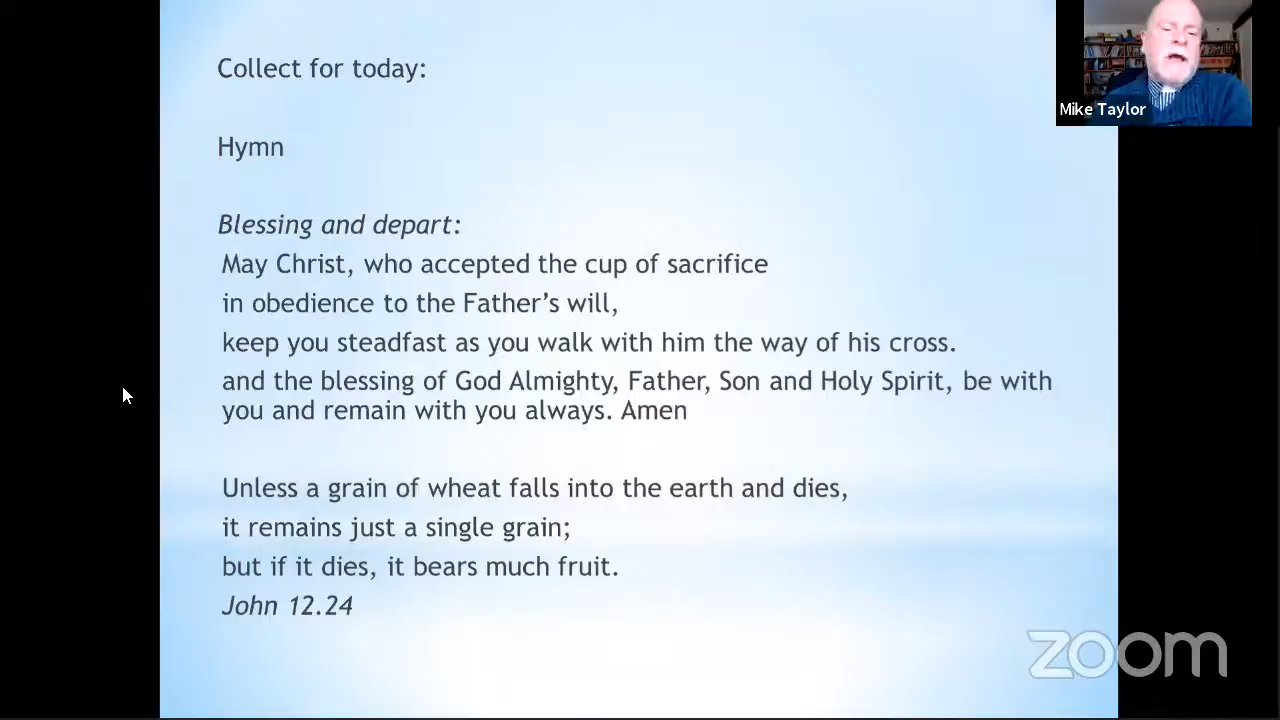 Collect for today:
Hymn
Blessing and depart:
May Christ, who accepted the cup of sacrifice
in obedience to the Father’s will,
keep you steadfast as you walk with him the way of his cross.
and the blessing of God Almighty, Father, Son and Holy Spirit, be with
you and remain with you always. Amen
Unless a grain of wheat falls into the earth and dies,
it remains just a single grain;
but if it dies, it bears much fruit.
John 12.24
Mike Taylor
zoom